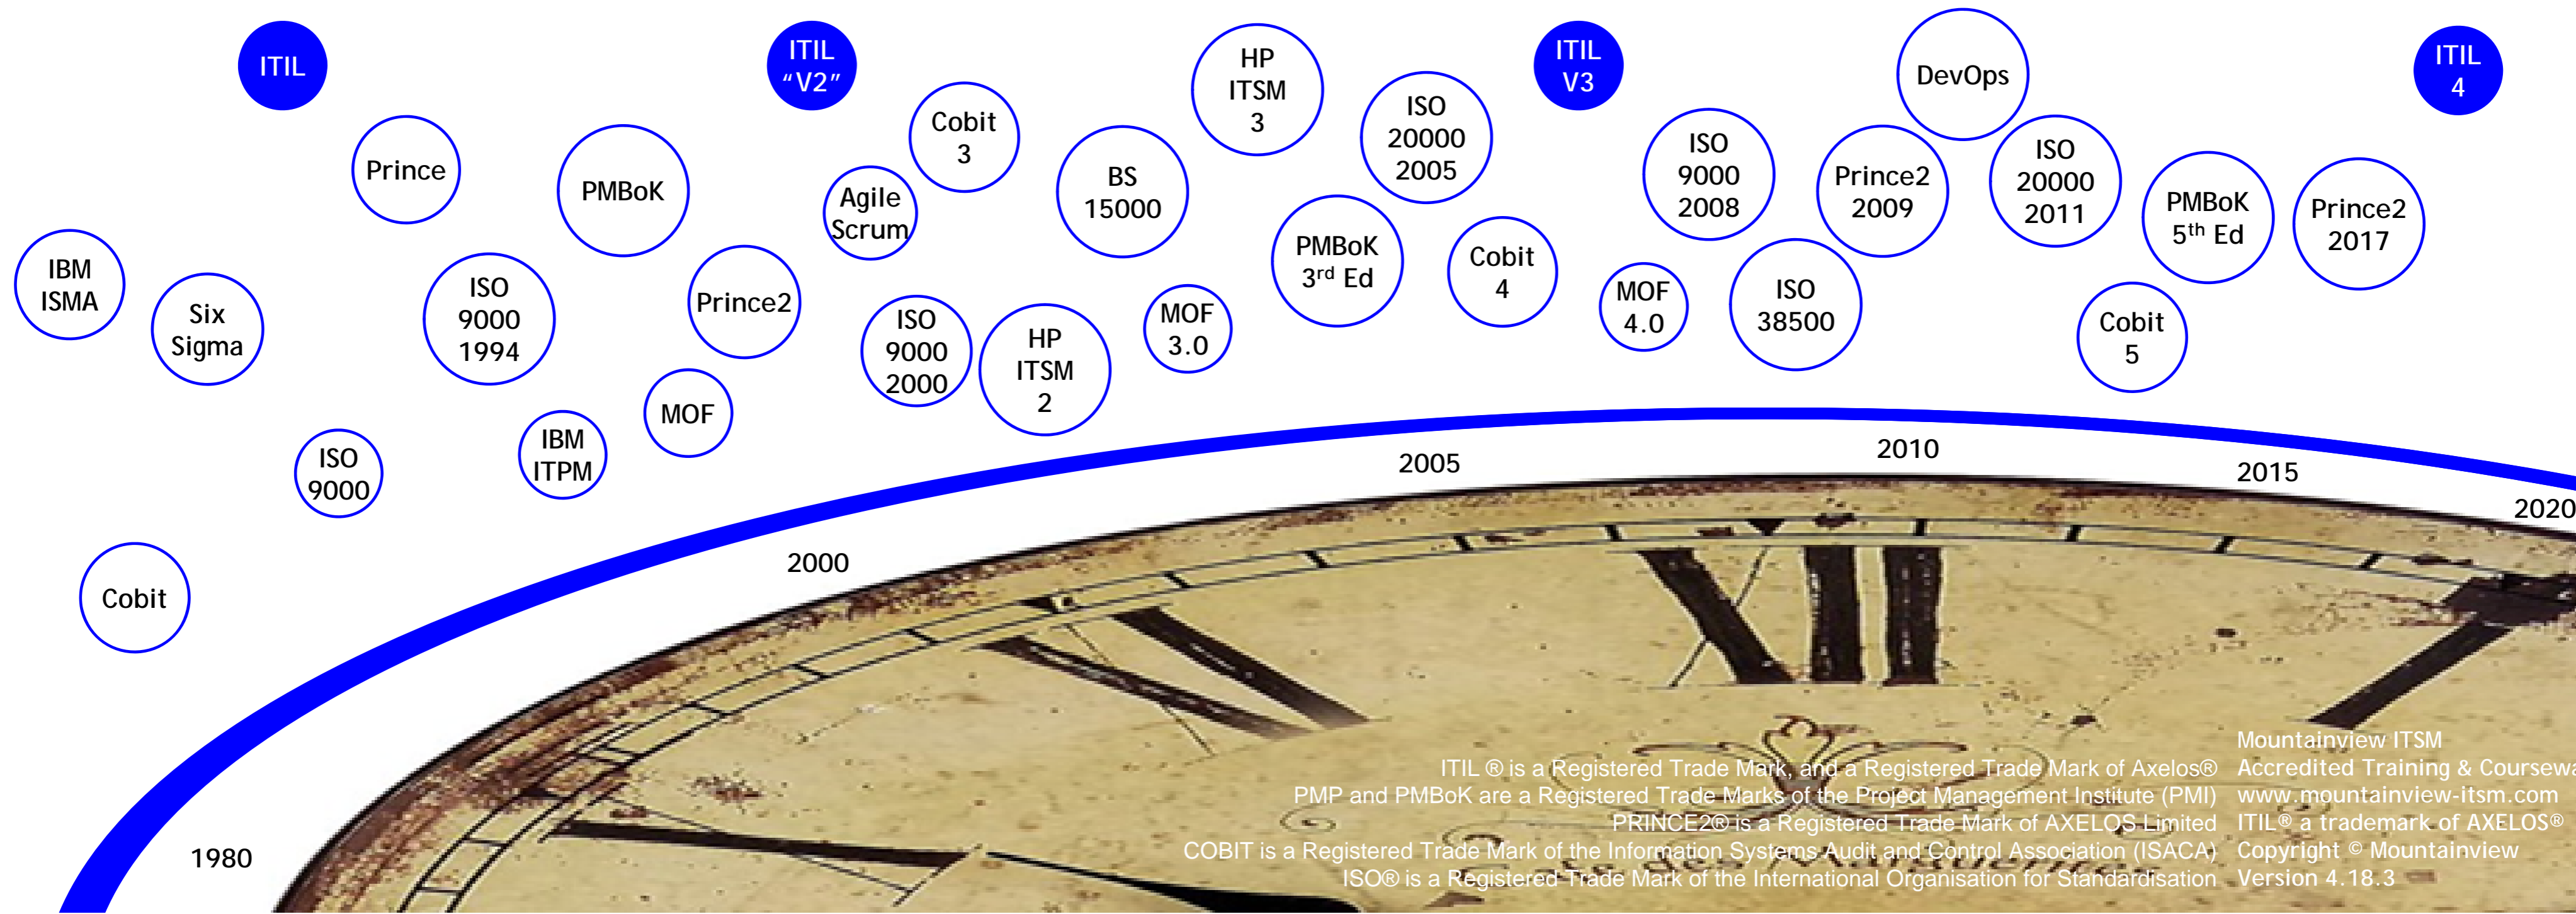 ITIL
ITIL
“V2”
HP
ITSM
3
ITIL
V3
DevOps
ITIL
4
Prince
PMBoK
Cobit
3
Agile
Scrum
BS
15000
ISO
20000
2005
ISO
9000
2008
Prince2
2009
ISO
20000
2011
PMBoK
5th Ed
Prince2
2017
IBM
ISMA
Six
Sigma
ISO
9000
1994
Prince2
ISO
9000
2000
HP
ITSM
2
MOF
3.0
PMBoK
3rd Ed
Cobit
4
MOF
4.0
ISO
38500
Cobit
5
ISO
9000
IBM
ITPM
MOF
Cobit
1980
2000
2005
2010
2015
2020
ITIL ® is a Registered Trade Mark, and a Registered Trade Mark of Axelos®
PMP and PMBoK are a Registered Trade Marks of the Project Management Institute (PMI)
PRINCE2® is a Registered Trade Mark of AXELOS Limited
COBIT is a Registered Trade Mark of the Information Systems Audit and Control Association (ISACA)
ISO® is a Registered Trade Mark of the International Organisation for Standardisation
Mountainview ITSM
Accredited Training & Coursewa
www.mountainview-itsm.com
ITIL® a trademark of AXELOS®
Copyright © Mountainview
Version 4.18.3
XI
XII